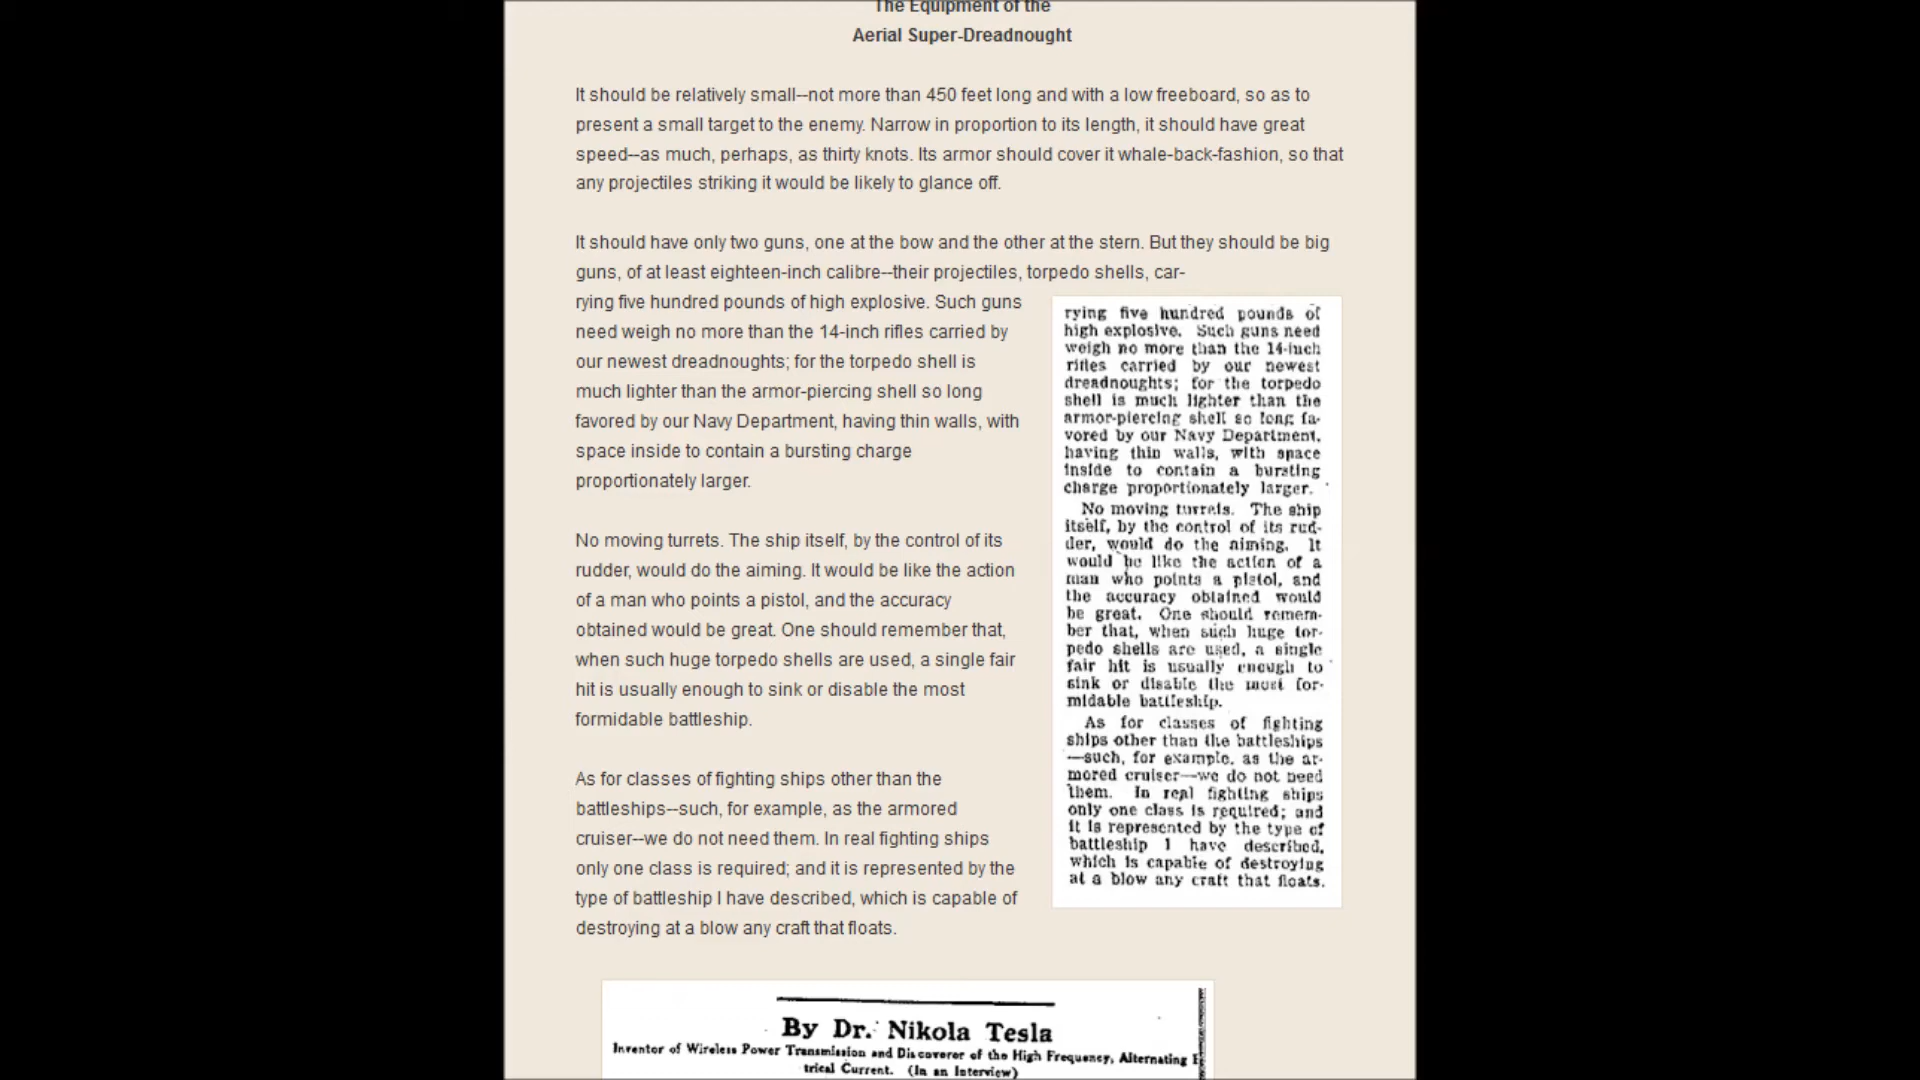 The Equipment of the
Aerial Super-Dreadnought
It should be relatively small--not more than 450 feet long and with a low freeboard, so as to
present a small target to the enemy. Narrow in proportion to its length, it should have great
speed--as much, perhaps, as thirty knots. Its armor should cover it whale-back-fashion, so that
any projectiles striking it would be likely to glance off.
It should have only two guns, one at the bow and the other at the stern. But they should be big
guns, of at least eighteen-inch calibre--their projectiles, torpedo shells, car-
rying five hundred pounds of high explosive. Such guns
need weigh no more than the 14-inch rifles carried by
our newest dreadnoughts; for the torpedo shell is
much lighter than the armor-piercing shell so long
favored by our Navy Department, having thin walls, with
space inside to contain a bursting charge
proportionately larger.
No moving turrets. The ship itself, by the control of its
rudder, would do the aiming. It would be like the action
of a man who points a pistol, and the accuracy
obtained would be great. One should remember that,
when such huge torpedo shells are used, a single fair
hit is usually enough to sink or disable the most
formidable battleship.
As for classes of fighting ships other than the
battleships--such, for example, as the armored
cruiser--we do not need them. In real fighting ships
only one class is required; and it is represented by the
type of battleship I have described, which is capable of
destroying at a blow any craft that floats.
rying five hundred pounds of
high explosive. Such guns need
weigh no more than the 14-inch
rifles carried by our newest
dreadnoughts; for the torpedo
shell is much lighter than the
armor-piercing shell so long fa-
vored by our Navy Department,
having thin walls, with space
inside to contain a bursting
charge proportionately larger.
No moving turrets. The ship
itself, by the control of its rud-
der, would do the aiming. It
would be like the action of a
man who points a pistol, and
the accuracy obtained would
be great. One should remem-
ber that, when such huge tor-
pedo shells are used, a single
fair hit is usually enough to
sink or disable the most for-
midable battleship.
As for classes of fighting
ships other than the battleships
—such, for example, as the ar-
mored cruiser—we do not need
them. In real fighting ships
only one class is required; and
it is represented by the type of
battleship I have described,
which is capable of destroying
at a blow any craft that floats.
By Dr. Nikola Tesla
Inventor of Wireless Power Transmission and Discoverer of the High Frequency, Alternating
trical Current. (In an Interview)